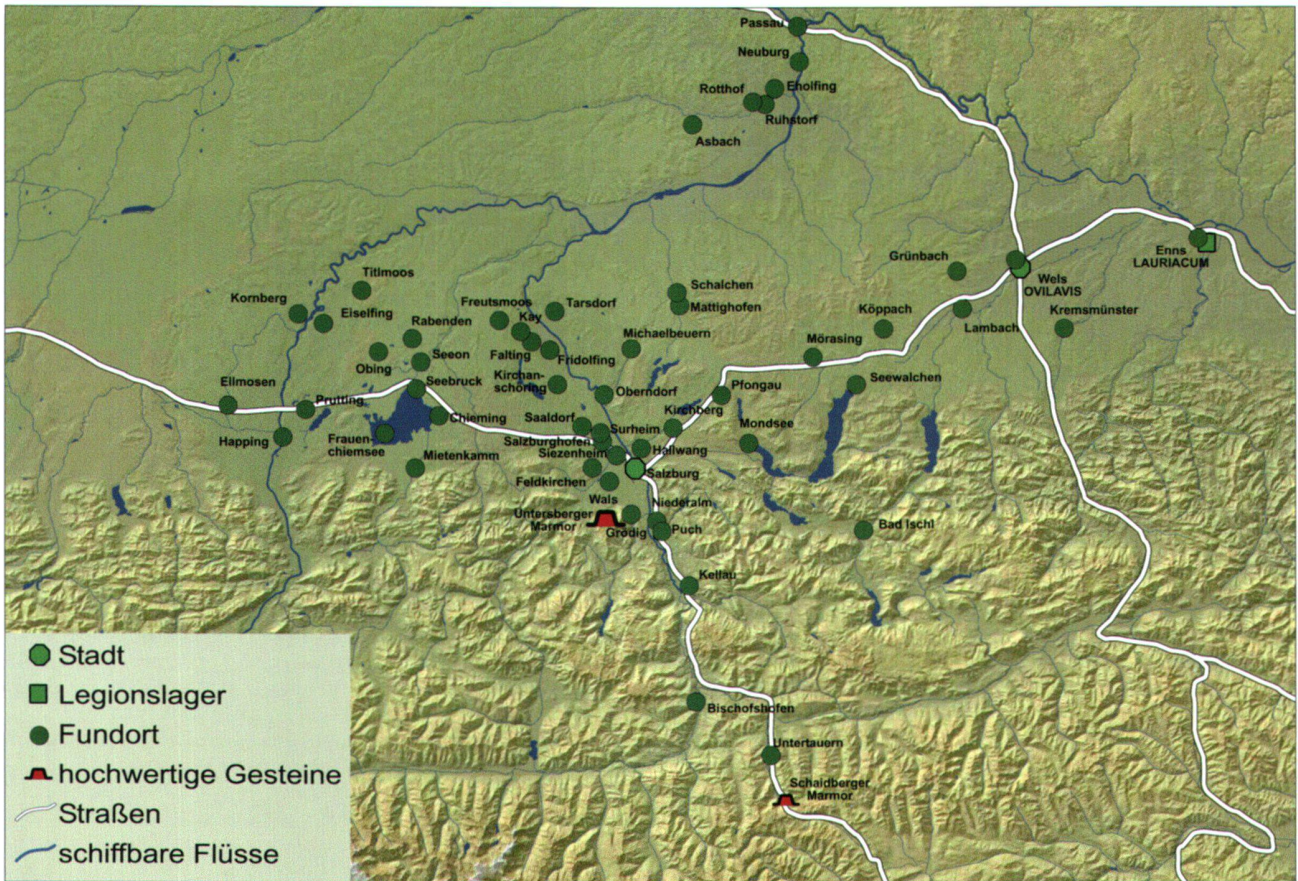 Passau
Neuburg
Eholfing
Rotthof
Ruhstorf
Asbach
Enns
LAURIACUM
Grünbach
Wels
OVILAVIS
Titlmoos
Kornberg
Eiselfing
Schalchen
Mattighofen
Freutsmoos
Tarsdorf
Kay
Rabenden
Köppach
Lambach
Kremsmünster
Michaelbeuern
Mörasing
Falting
Fridolfing
Seeon
Obing
Kirchan-
schöring
Seewalchen
Ellmosen
Seebruck
Oberndorf
Pfongau
Prutting
Chieming
Kirchberg
Saaldorf
Surheim
Mondsee
Happing
Frauen-
chiemsee
Salzburghofen
Siezenheim
Hallwang
Mietenkamm
Salzburg
Feldkirchen
Wals
Niederalm
Untersberger
Marmor
Grödig
Puch
Bad Ischl
Kellau
Bischofshofen
Untertauern
Schaidberger
Marmor
Stadt
Legionslager
Fundort
hochwertige Gesteine
Straßen
schiffbare Flüsse